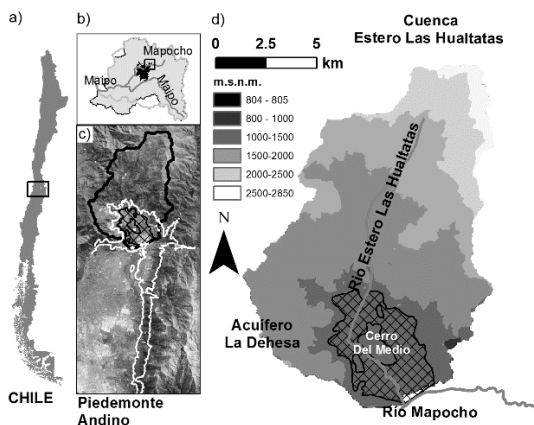 a)
CHILE
b)
Mapocho
Maipo
Maipo
c)
Piedemonte
Andino
d)
Cuenca
Estero Las Hualtatas
0 2.5 5
km
m.s.n.m.
804 - 805
800 - 1000
1000-1500
1500-2000
2000-2500
2500-2850
N
Río Estero Las Hualtatas
Acuífero
La Dehesa
Cerro
Del Medio
Río Mapocho